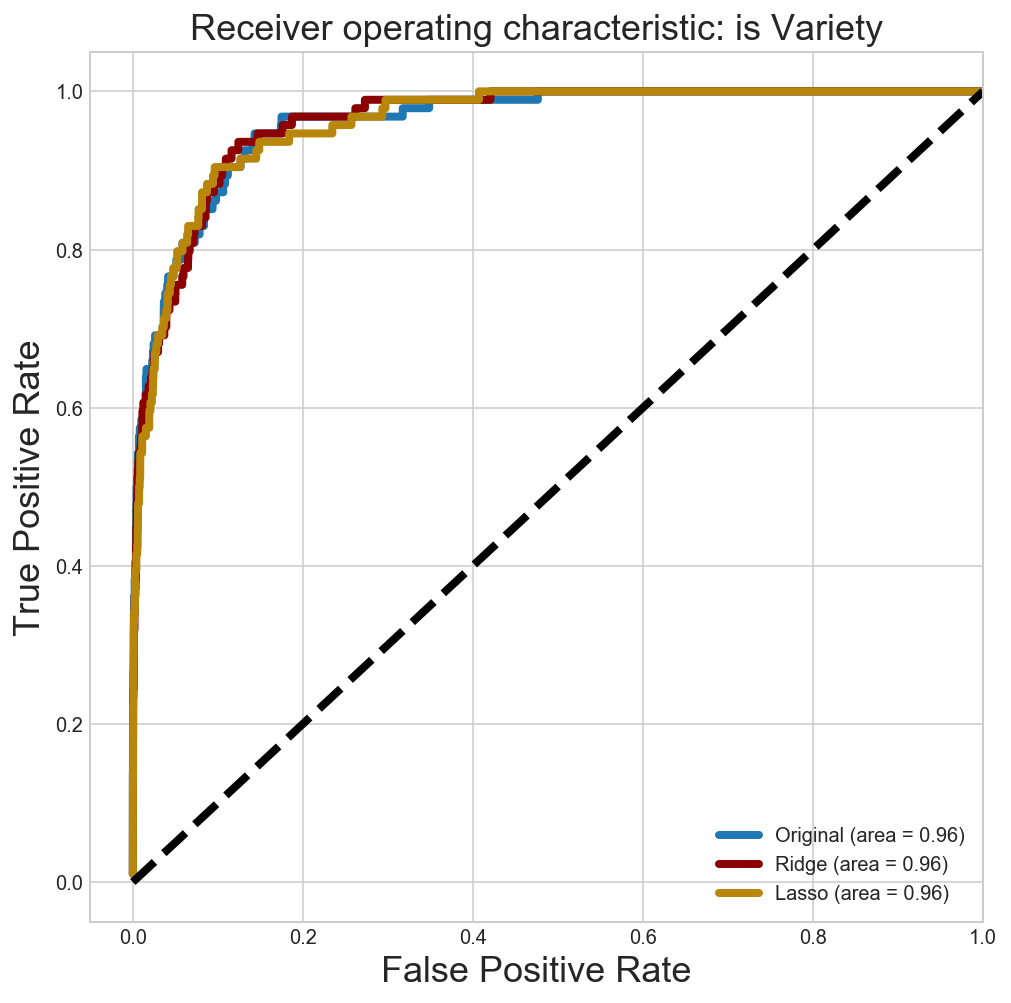 Receiver operating characteristic: is Variety
True Positive Rate
1.0
0.8
0.6
0.4
0.2
0.0
Original (area = 0.96)
Ridge (area = 0.96)
Lasso (area = 0.96)
0.0 0.2 0.4 0.6 0.8 1.0
False Positive Rate